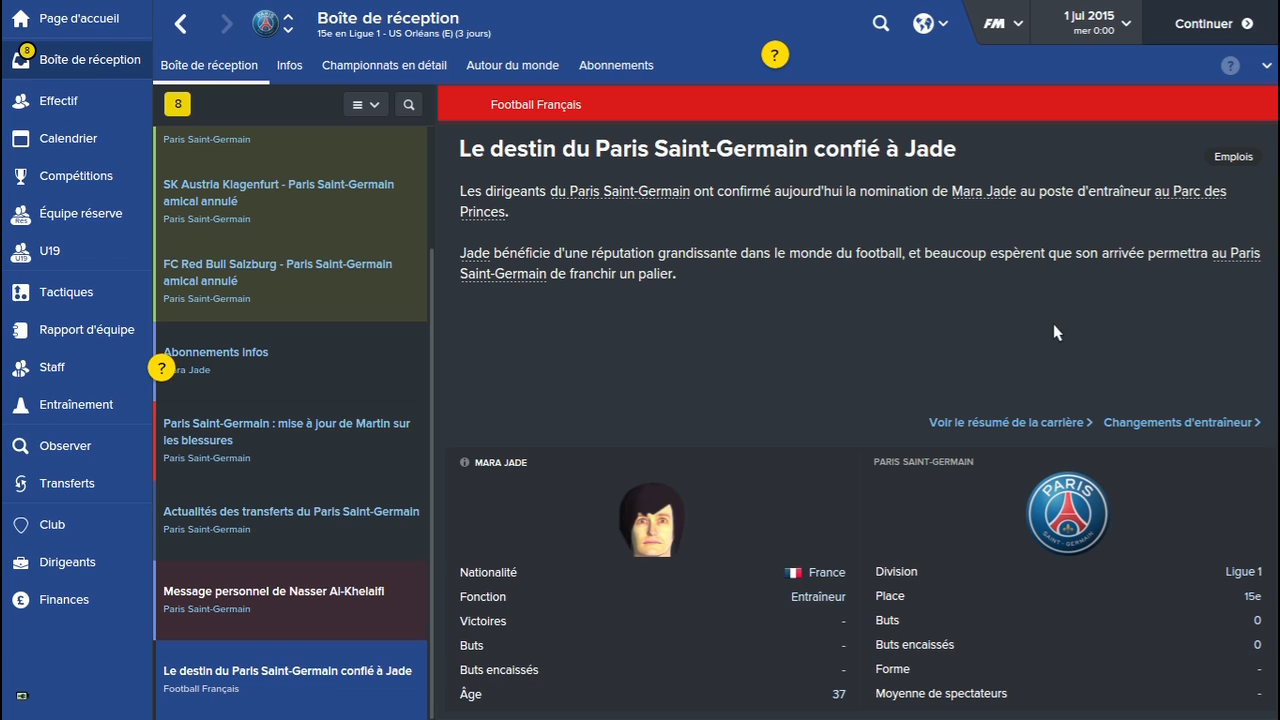 Page d'accueil
8
Boîte de réception
Effectif
Calendrier
Compétitions
Rés
Équipe réserve
U19
U19
Tactiques
Rapport d'équipe
Staff
Entraînement
Observer
Transferts
Club
Dirigeants
£
Finances
Boîte de réception
15e en Ligue 1 - US Orléans (E) (3 jours)
FM
1 jul 2015
mer 0:00
Continuer
Boîte de réception
Infos
Championnats en détail
Autour du monde
Abonnements
?
?
8
Paris Saint-Germain
SK Austria Klagenfurt - Paris Saint-Germain
amical annulé
Paris Saint-Germain
FC Red Bull Salzburg - Paris Saint-Germain
amical annulé
Paris Saint-Germain
Abonnements infos
?
ara Jade
Paris Saint-Germain : mise à jour de Martin sur
les blessures
Paris Saint-Germain
Actualités des transferts du Paris Saint-Germain
Paris Saint-Germain
Message personnel de Nasser Al-Khelaïfi
Paris Saint-Germain
Le destin du Paris Saint-Germain confié à Jade
Football Français
Football Français
Le destin du Paris Saint-Germain confié à Jade
Emplois
Les dirigeants du Paris Saint-Germain ont confirmé aujourd'hui la nomination de Mara Jade au poste d'entraîneur au Parc des
Princes.
Jade bénéficie d'une réputation grandissante dans le monde du football, et beaucoup espèrent que son arrivée permettra au Paris
Saint-Germain de franchir un palier.
Voir le résumé de la carrière
Changements d'entraîneur
MARA JADE
Nationalité France
Fonction Entraîneur
Victoires -
Buts -
Buts encaissés -
Âge 37
PARIS SAINT-GERMAIN
PARIS
SAINT-GERMAIN
Division Ligue 1
Place 15e
Buts 0
Buts encaissés 0
Forme -
Moyenne de spectateurs -